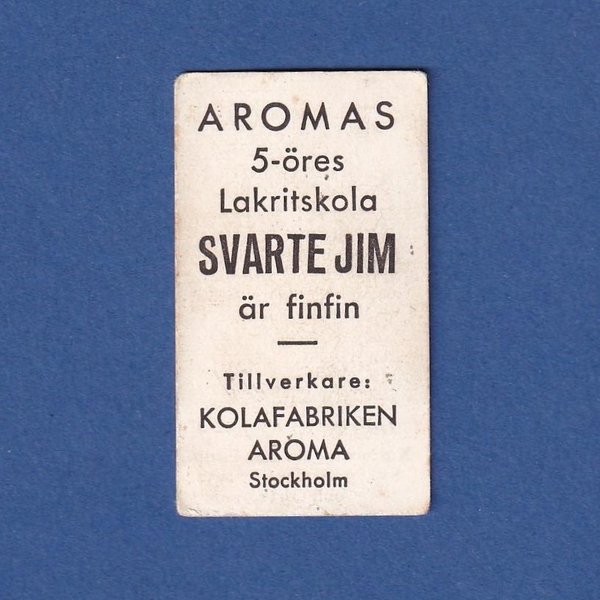 AROMAS
5-öres
Lakritskola
SVARTE JIM
är finfin
Tillverkare:
KOLAFABRIKEN
AROMA
Stockholm